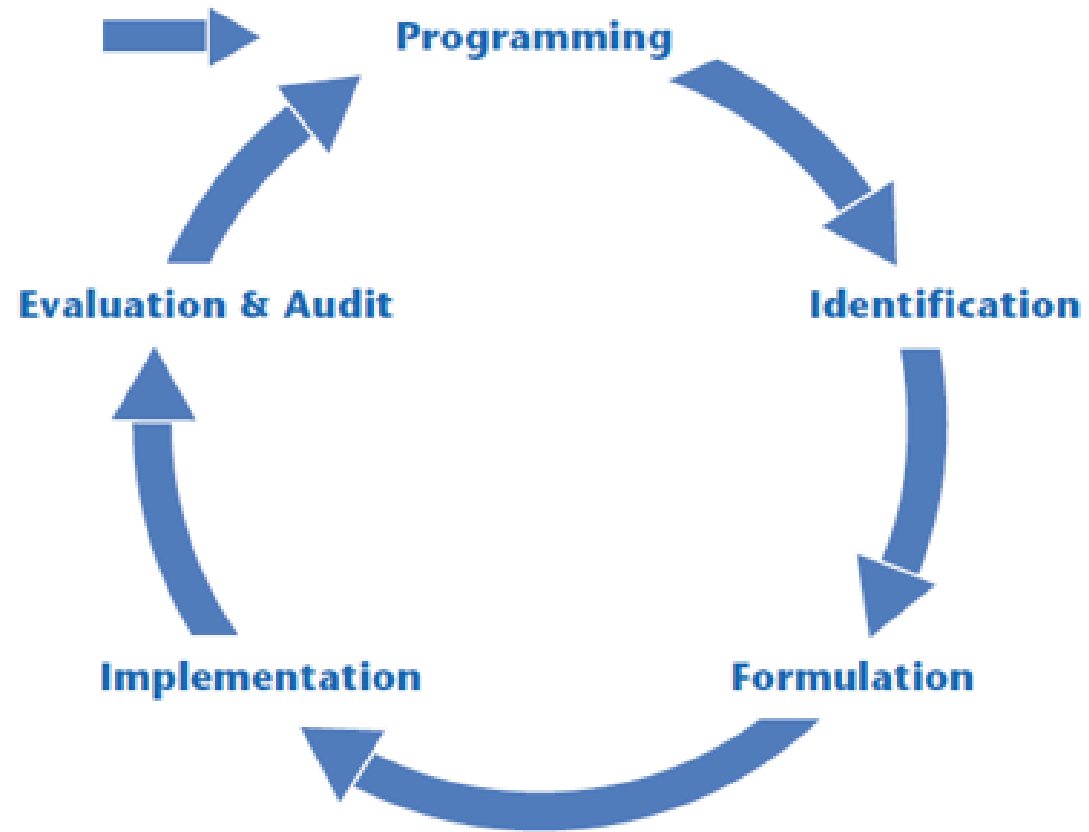 Programming
Identification
Formulation
Implementation
Evaluation & Audit